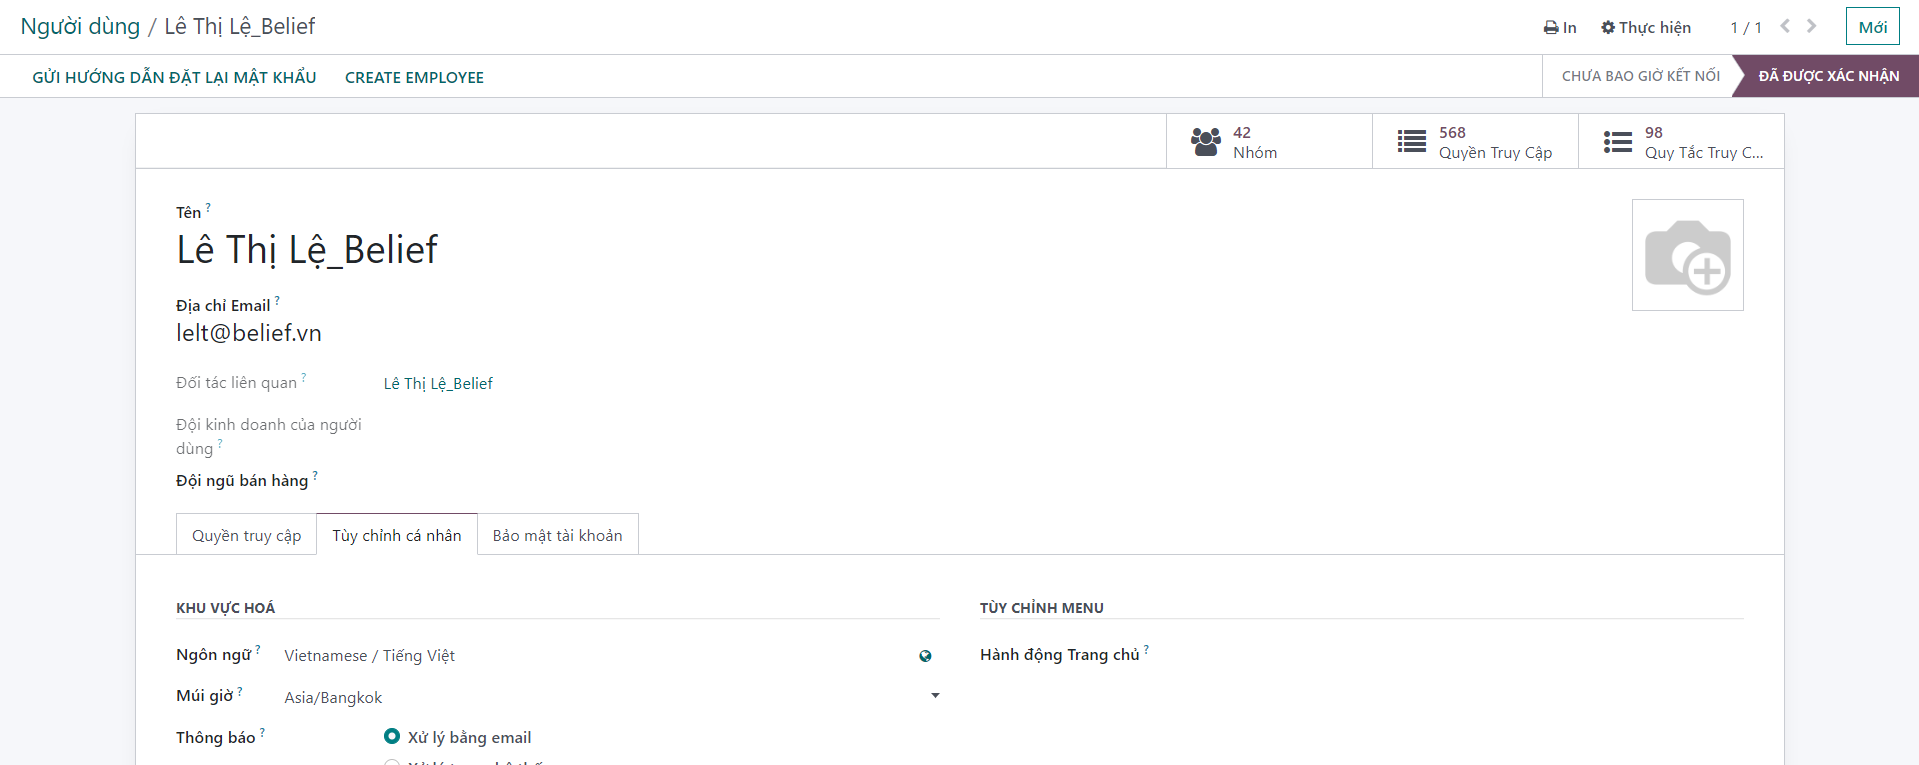 Người dùng / Lê Thị Lệ_Belief
In
Thực hiện
1 / 1
Mới
GỬI HƯỚNG DẪN ĐẶT LẠI MẬT KHẨU
CREATE EMPLOYEE
CHƯA BAO GIỜ KẾT NỐI
ĐÃ ĐƯỢC XÁC NHẬN
42
Nhóm
568
Quyền Truy Cập
98
Quy Tắc Truy C...
Tên ?
Lê Thị Lệ_Belief
Địa chỉ Email ?
lelt@belief.vn
Đối tác liên quan ?
Lê Thị Lệ_Belief
Đội kinh doanh của người
dùng ?
Đội ngũ bán hàng ?
Quyền truy cập
Tùy chỉnh cá nhân
Bảo mật tài khoản
KHU VỰC HOÁ
TÙY CHỈNH MENU
Ngôn ngữ ?
Vietnamese / Tiếng Việt
Hành động Trang chủ ?
Múi giờ ?
Asia/Bangkok
Thông báo ?
Xử lý bằng email